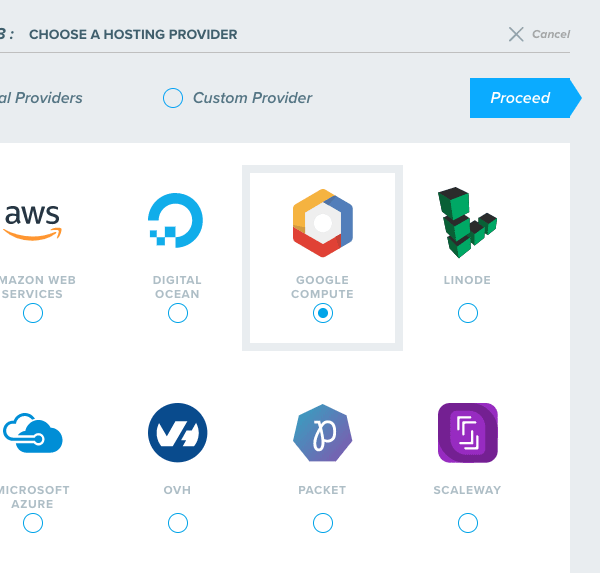 3: CHOOSE A HOSTING PROVIDER
Cancel
al Providers
Custom Provider
Proceed
aws
MAZON WEB
SERVICES
DIGITAL
OCEAN
GOOGLE
COMPUTE
LINODE
MICROSOFT
AZURE
OVH
PACKET
SCALEWAY